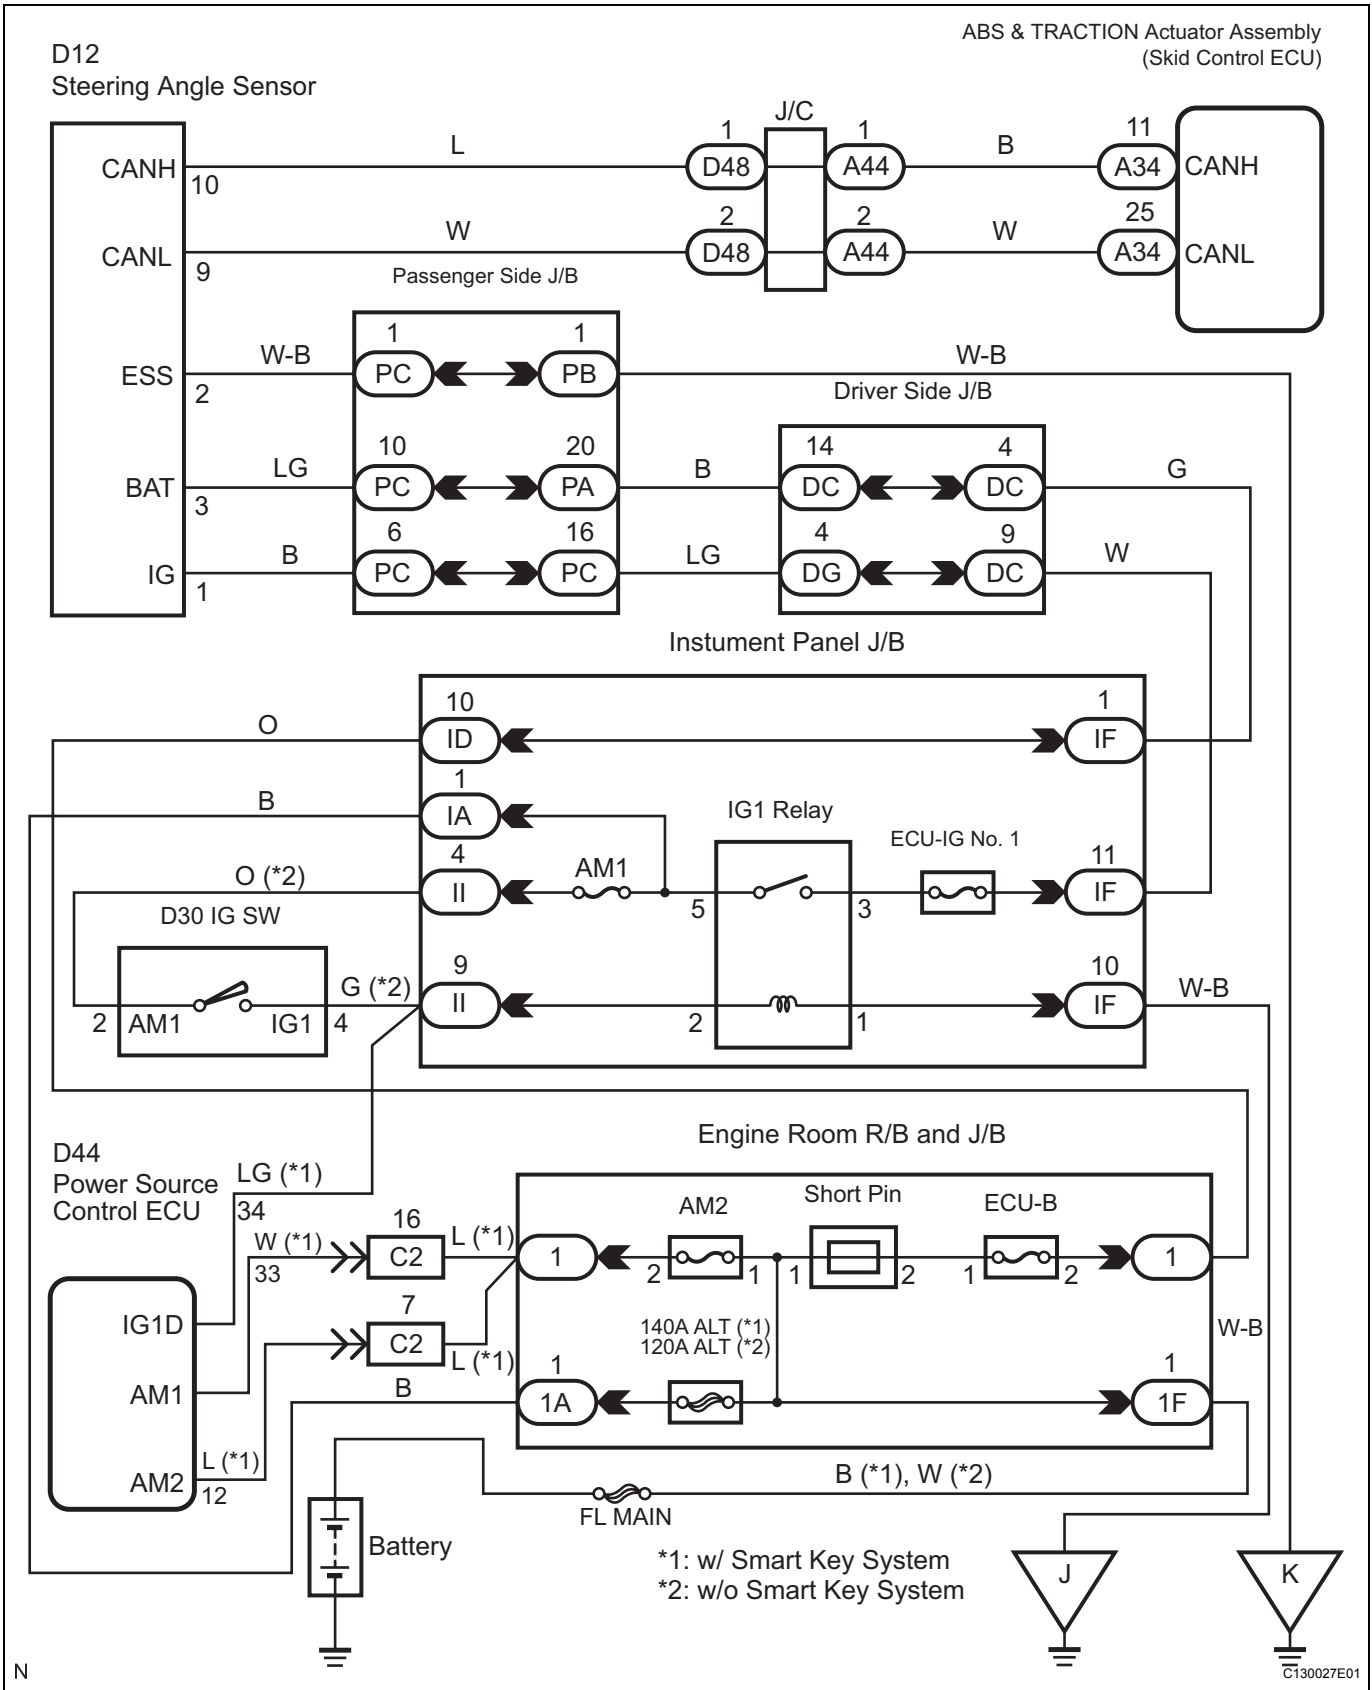 ABS & TRACTION Actuator Assembly
(Skid Control ECU)
D12
Steering Angle Sensor
J/C
CANH
10
L
1
D48
1
A44
B
11
A34
CANH
CANL
9
W
2
D48
2
A44
W
25
A34
CANL
Passenger Side J/B
ESS
2
W-B
1
PC
1
PB
W-B
Driver Side J/B
BAT
3
LG
10
PC
20
PA
B
14
DC
4
DC
G
IG
1
B
6
PC
16
PC
LG
4
DG
9
DC
W
Instument Panel J/B
O
10
ID
1
IF
B
1
IA
IG1 Relay
ECU-IG No. 1
O (*2)
4
II
AM1
5
3
11
IF
D30 IG SW
2
AM1
IG1
4
G (*2)
9
II
2
1
10
IF
W-B
Engine Room R/B and J/B
D44
Power Source
Control ECU
LG (*1)
34
W (*1)
33
16
C2
L (*1)
1
AM2
2
1
Short Pin
1
2
ECU-B
1
2
1
7
C2
L (*1)
140A ALT (*1)
120A ALT (*2)
W-B
IG1D
AM1
AM2
L (*1)
12
B
1
1A
1
1F
B (*1), W (*2)
FL MAIN
Battery
*1: w/ Smart Key System
*2: w/o Smart Key System
J
K
N
C130027E01